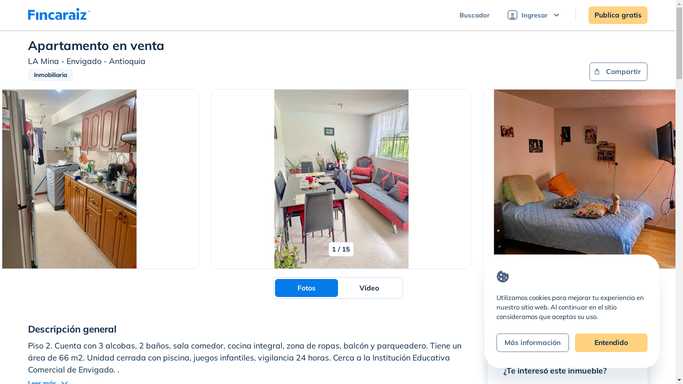 Fincaraiz
Buscador
Ingresar
Publica gratis
Apartamento en venta
LA Mina - Envigado - Antioquia
Inmobiliaria
Compartir
1 / 15
Fotos
Video
Descripción general
Piso 2. Cuenta con 3 alcobas, 2 baños, sala comedor, cocina integral, zona de ropas, balcón y parqueadero. Tiene un
área de 66 m2. Unidad cerrada con piscina, juegos infantiles, vigilancia 24 horas. Cerca a la Institución Educativa
Comercial de Envigado. .
Leer más
Utilizamos cookies para mejorar tu experiencia en
nuestro sitio web. Al continuar en el sitio
consideramos que aceptas su uso.
Más información
Entendido
¿Te interesó este inmueble?